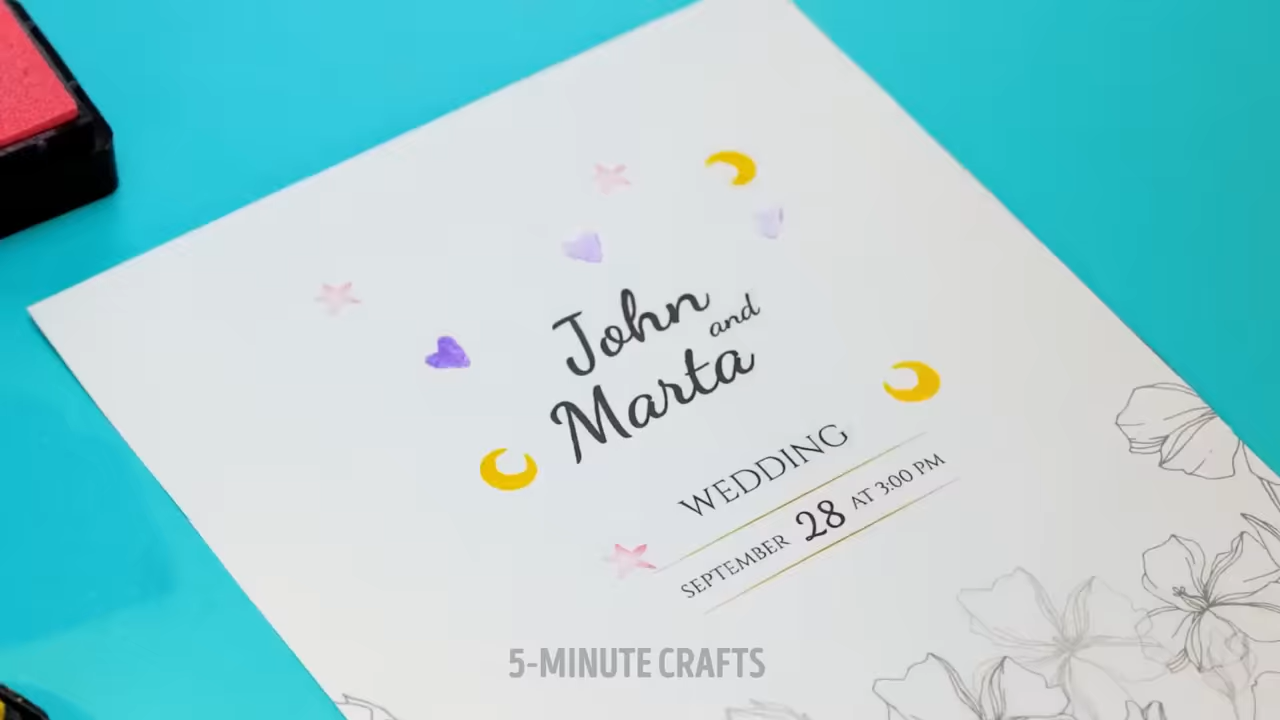 John
and
Marta
WEDDING
SEPTEMBER 28 AT 3:00 PM
5-MINUTE CRAFTS